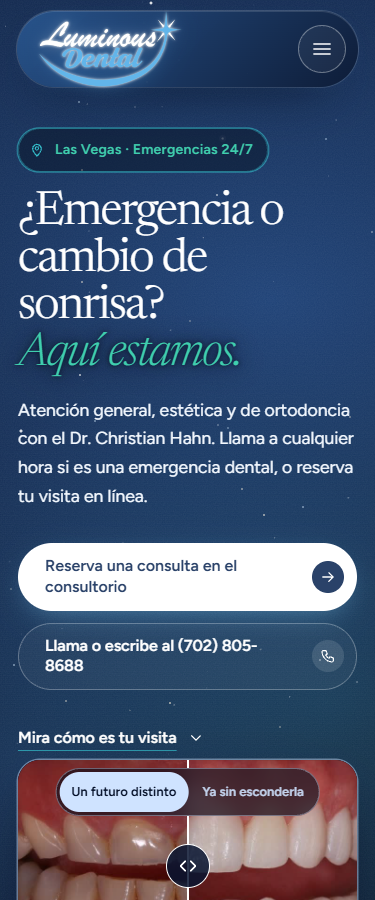 Luminous
Dental
Las Vegas · Emergencias 24/7
¿Emergencia o
cambio de
sonrisa?
Aquí estamos.
Atención general, estética y de ortodoncia
con el Dr. Christian Hahn. Llama a cualquier
hora si es una emergencia dental, o reserva
tu visita en línea.
Reserva una consulta en el
consultorio
Llama o escribe al (702) 805-
8688
Mira cómo es tu visita
Un futuro distinto
Ya sin esconderla